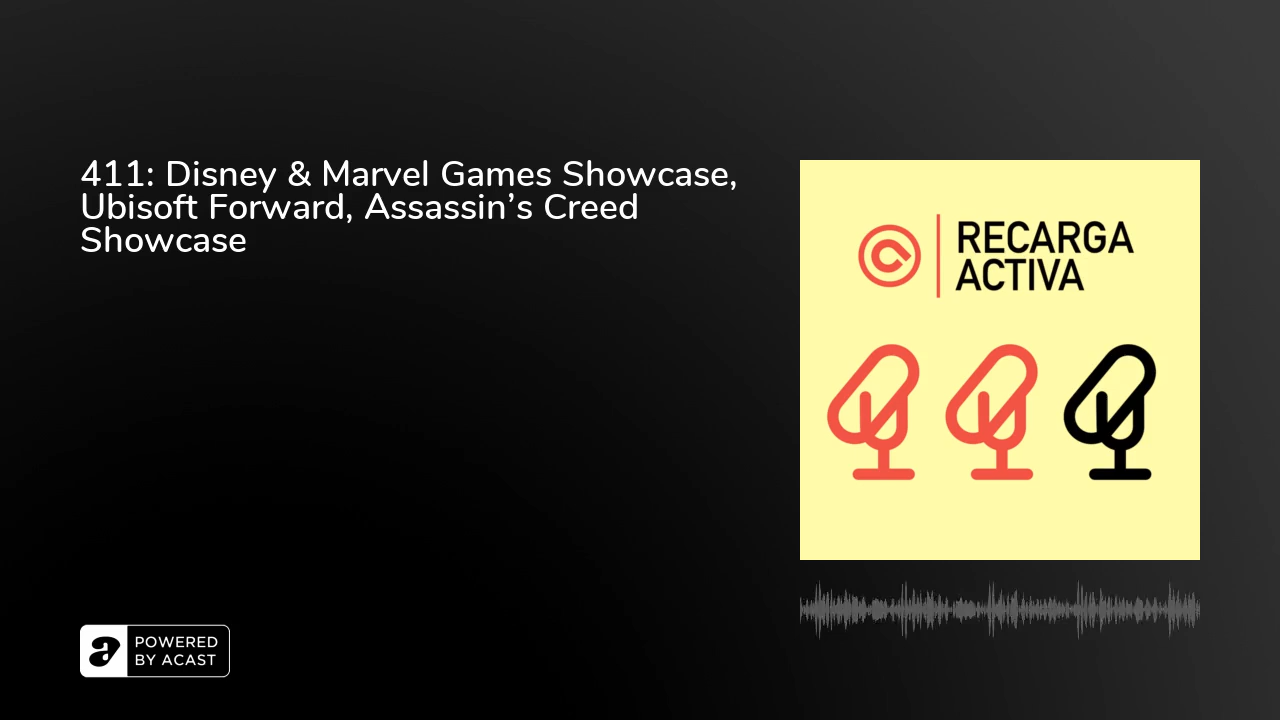 411: Disney & Marvel Games Showcase,
Ubisoft Forward, Assassin’s Creed
Showcase
RECARGA
ACTIVA
POWERED
BY ACAST